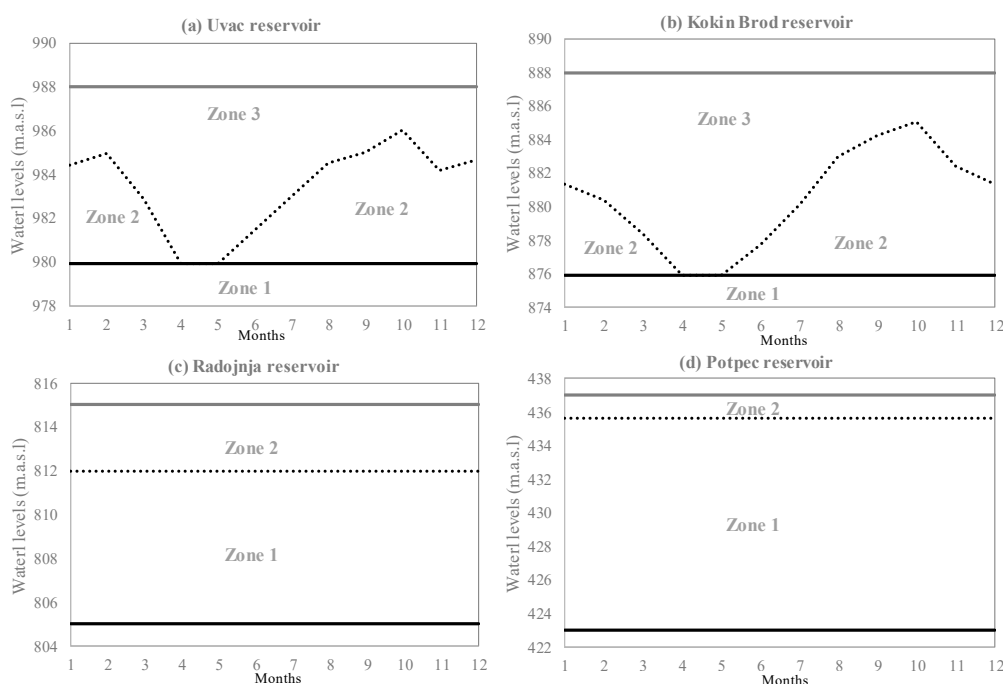 (a) Uvac reservoir
990
988
986
984
982
980
978
Waterl levels (m.a.s.l)
Zone 3
Zone 2
Zone 2
Zone 1
1 2 3 4 5 6 7 8 9 10 11 12
Months
(b) Kokin Brod reservoir
890
888
886
884
882
880
878
876
874
Waterl levels (m.a.s.l)
Zone 3
Zone 2
Zone 2
Zone 1
1 2 3 4 5 6 7 8 9 10 11 12
Months
(c) Radojnja reservoir
816
814
812
810
808
806
804
Waterl levels (m.a.s.l)
Zone 2
Zone 1
1 2 3 4 5 6 7 8 9 10 11 12
Months
(d) Potpec reservoir
438
436
434
432
430
428
426
424
422
Waterl levels (m.a.s.l)
Zone 2
Zone 1
1 2 3 4 5 6 7 8 9 10 11 12
Months